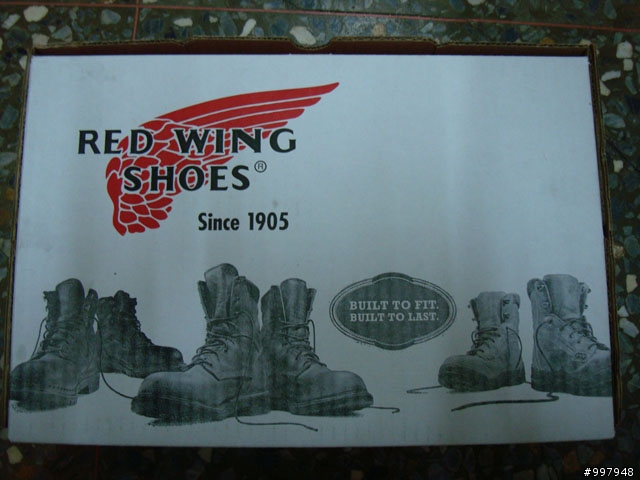 RED WING
SHOES®
Since 1905
BUILT TO FIT.
BUILT TO LAST.
#997948